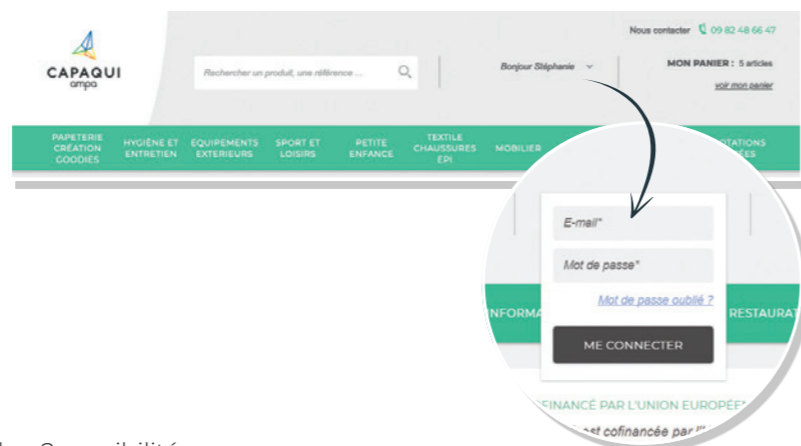 Nous contacter 09 82 48 66 47
CAPAQUI
ampa
Rechercher un produit, une référence ...
Bonjour Stéphanie
MON PANIER : 5 articles
voir mon panier
PAPETERIE
CRÉATION
GOODIES
HYGIÈNE ET
ENTRETIEN
EQUIPEMENTS
EXTERIEURS
SPORT ET
LOISIRS
PETITE
ENFANCE
TEXTILE
CHAUSSURES
EPI
MOBILIER
E-mail*
Mot de passe*
Mot de passe oublié ?
ME CONNECTER
INFORMA
RESTAURAT
FINANCÉ PAR L'UNION EUROPÉE
est cofinancée par l'